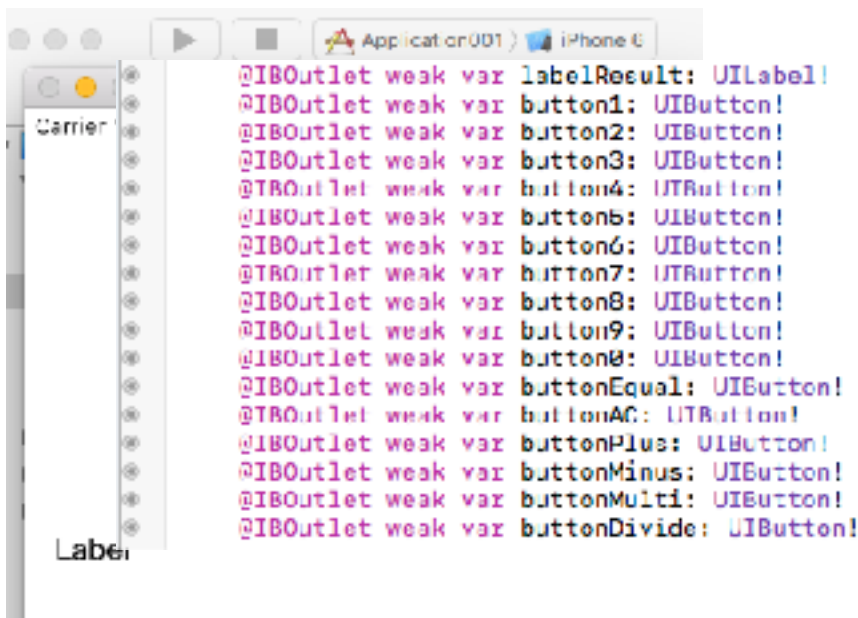 Application001 iPhone 6
@IBOutlet weak var labelResult: UILabel!
@IBOutlet weak var button1: UIButton!
@IBOutlet weak var button2: UIButton!
@IBOutlet weak var button3: UIButton!
@IBOutlet weak var button4: UIButton!
@IBOutlet weak var button5: UIButton!
@IBOutlet weak var button6: UIButton!
@IBOutlet weak var button7: UIButton!
@IBOutlet weak var button8: UIButton!
@IBOutlet weak var button9: UIButton!
@IBOutlet weak var button0: UIButton!
@IBOutlet weak var buttonEqual: UIButton!
@IBOutlet weak var buttonAC: UIButton!
@IBOutlet weak var buttonPlus: UIButton!
@IBOutlet weak var buttonMinus: UIButton!
@IBOutlet weak var buttonMulti: UIButton!
@IBOutlet weak var buttonDivide: UIButton!
Carrier
Label